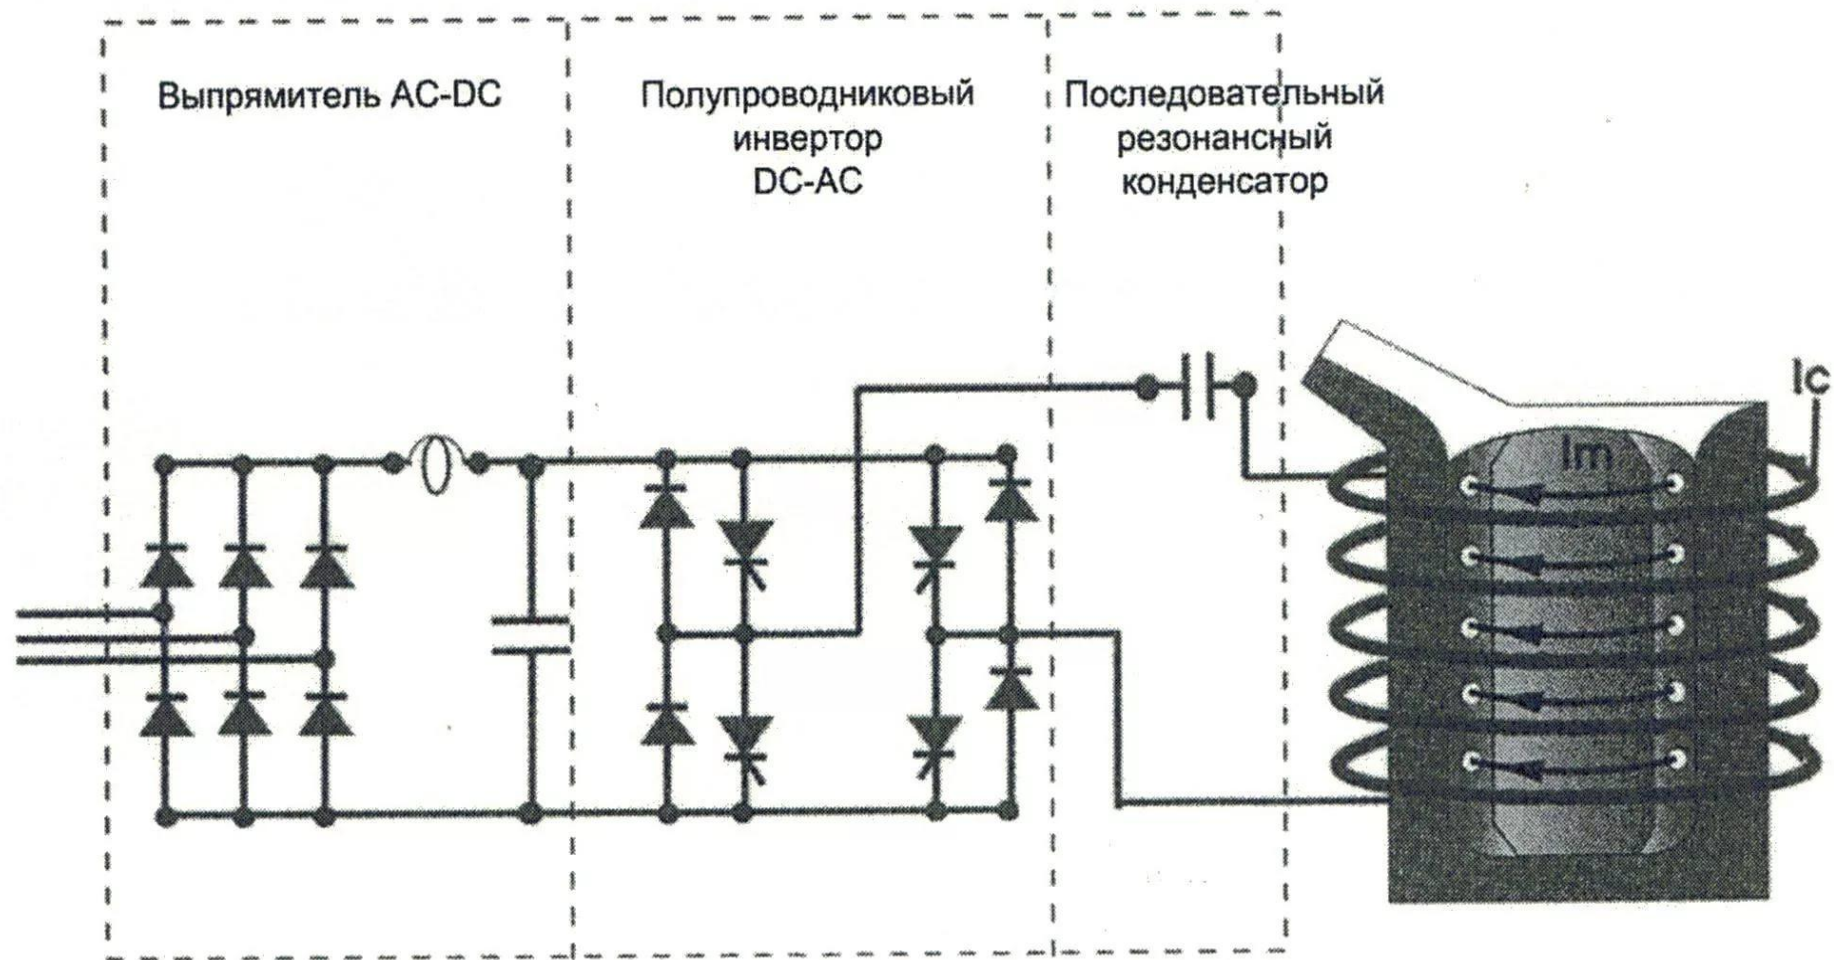 Выпрямитель AC-DC
Полупроводниковый
инвертор
DC-AC
Последовательный
резонансный
конденсатор
Ic
Im